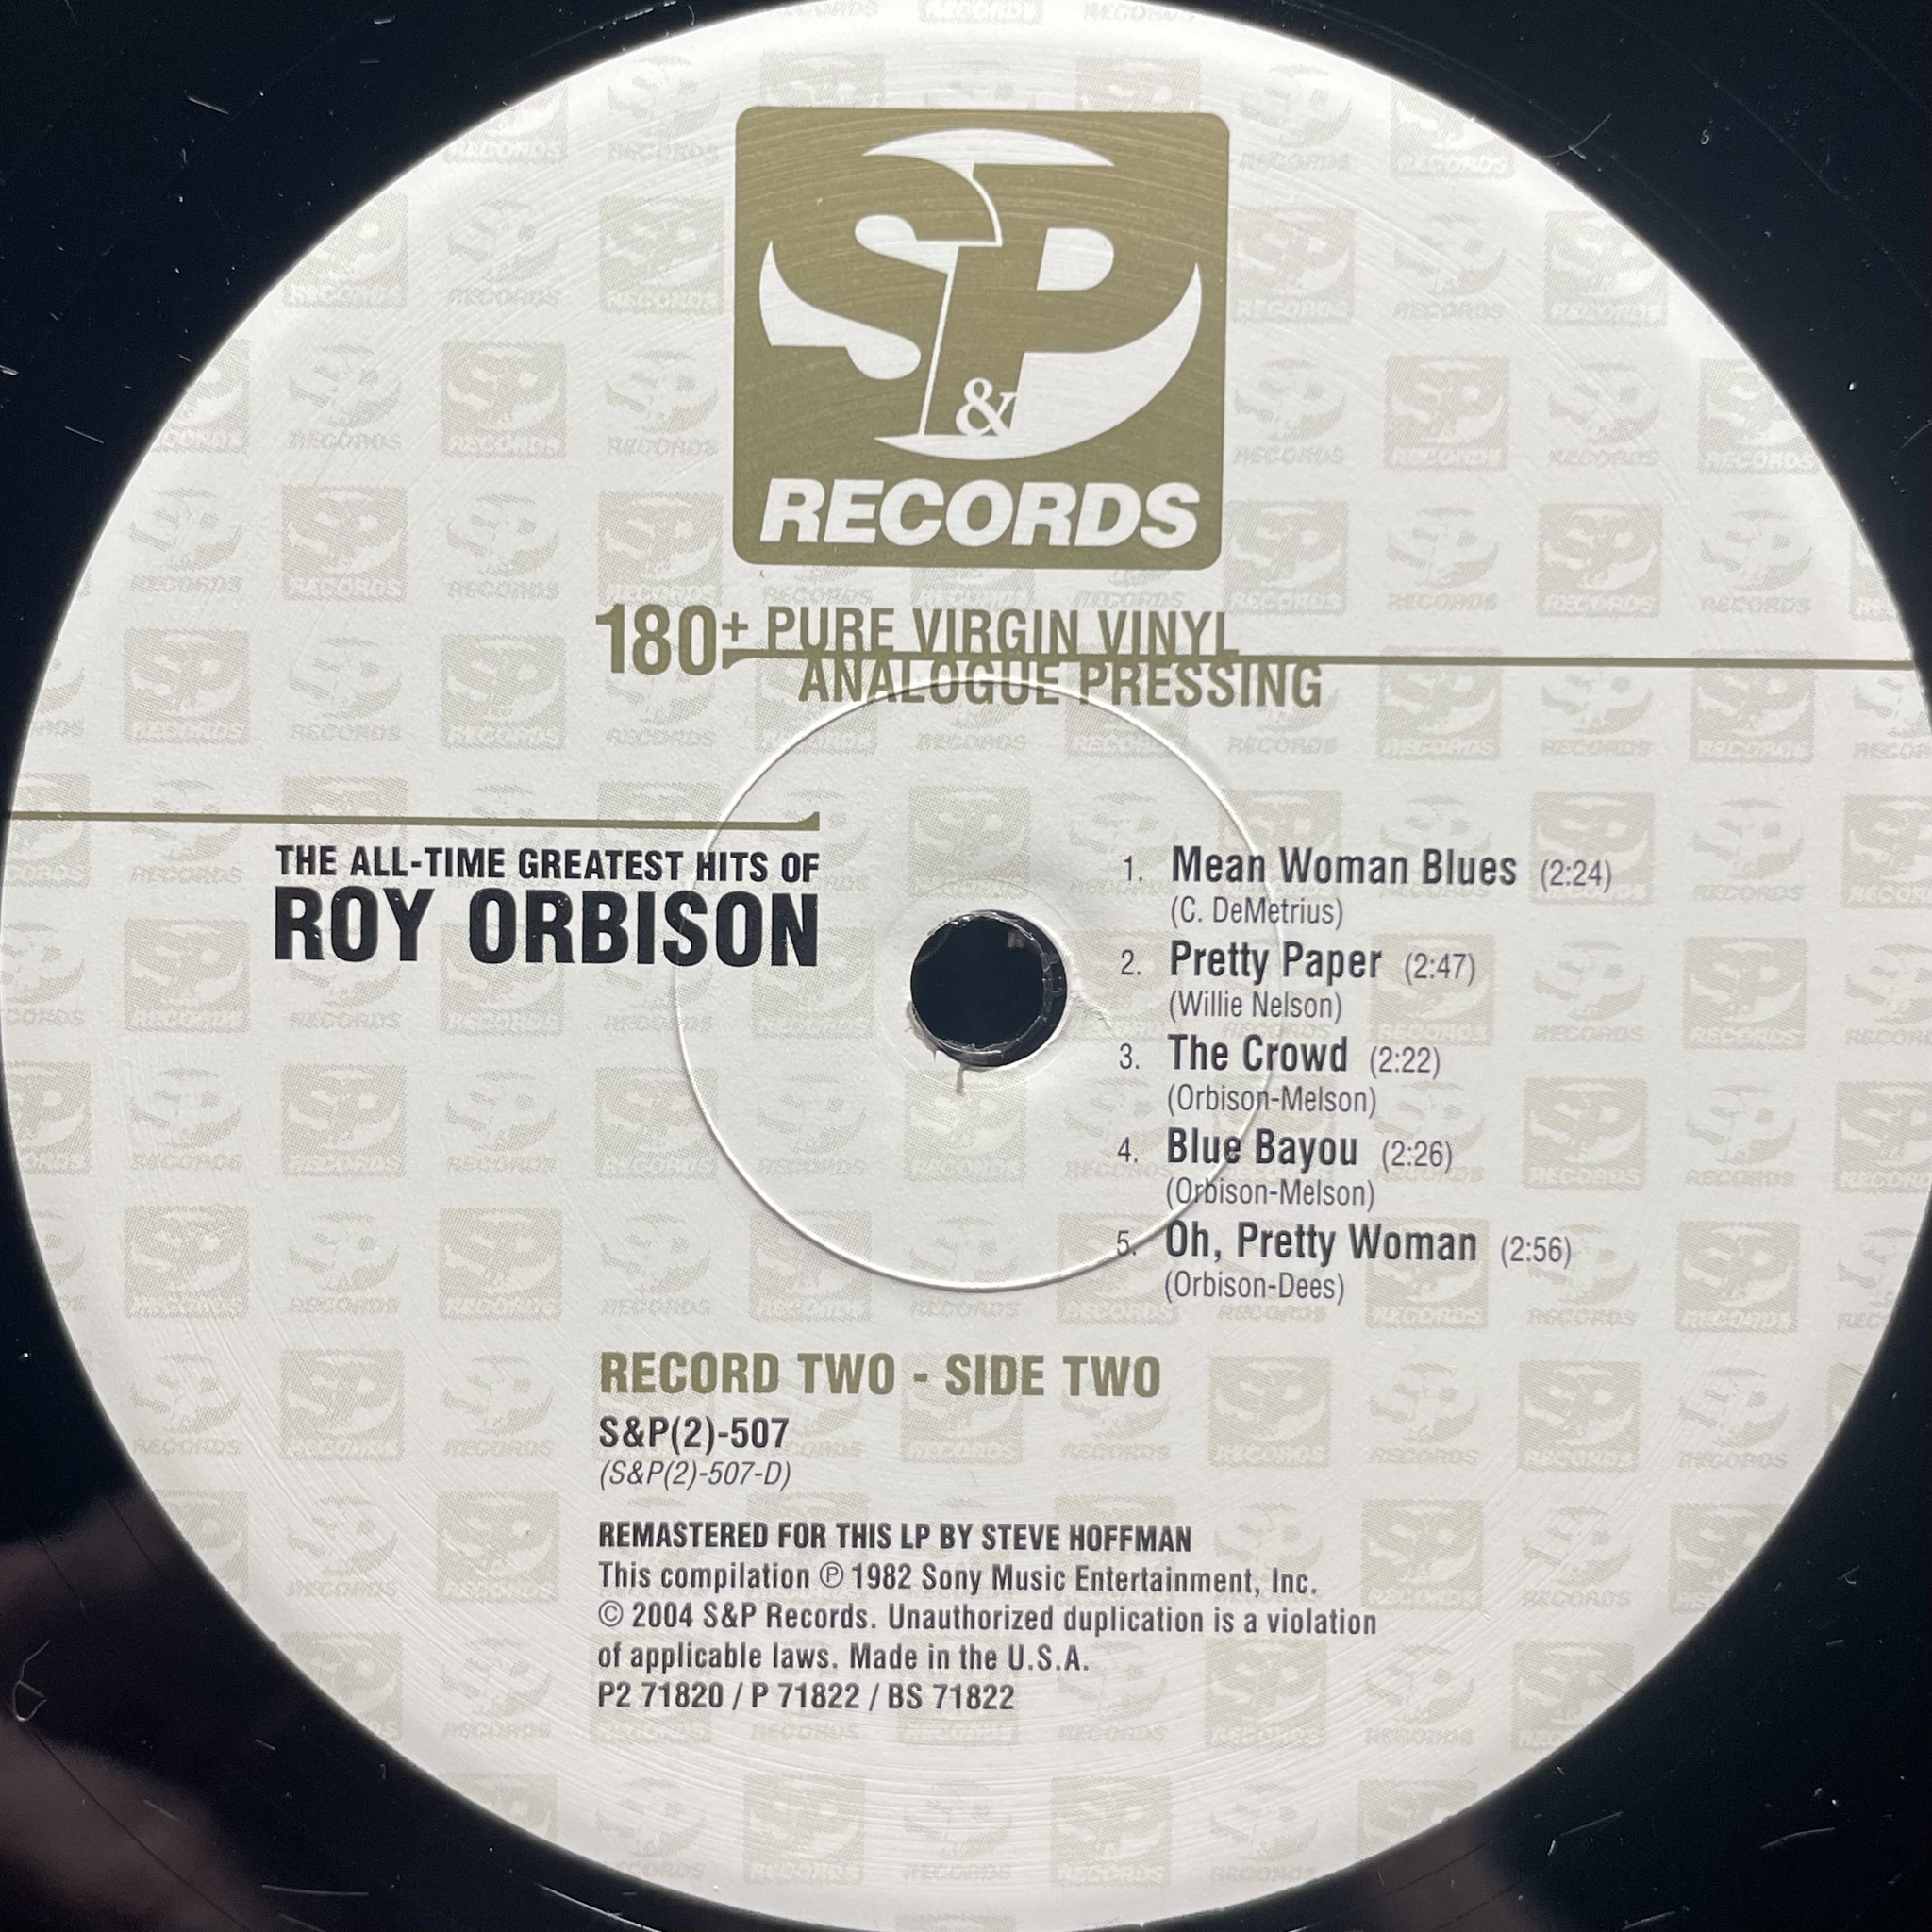 S&P
RECORDS
180+ PURE VIRGIN VINYL
ANALOGUE PRESSING
THE ALL-TIME GREATEST HITS OF
ROY ORBISON
1. Mean Woman Blues (2:24)
(C. DeMetrius)
2. Pretty Paper (2:47)
(Willie Nelson)
3. The Crowd (2:22)
(Orbison-Melson)
4. Blue Bayou (2:26)
(Orbison-Melson)
5. Oh, Pretty Woman (2:56)
(Orbison-Dees)
RECORD TWO - SIDE TWO
S&P(2)-507
(S&P(2)-507-D)
REMASTERED FOR THIS LP BY STEVE HOFFMAN
This compilation ℗ 1982 Sony Music Entertainment, Inc.
© 2004 S&P Records. Unauthorized duplication is a violation
of applicable laws. Made in the U.S.A.
P2 71820 / P 71822 / BS 71822